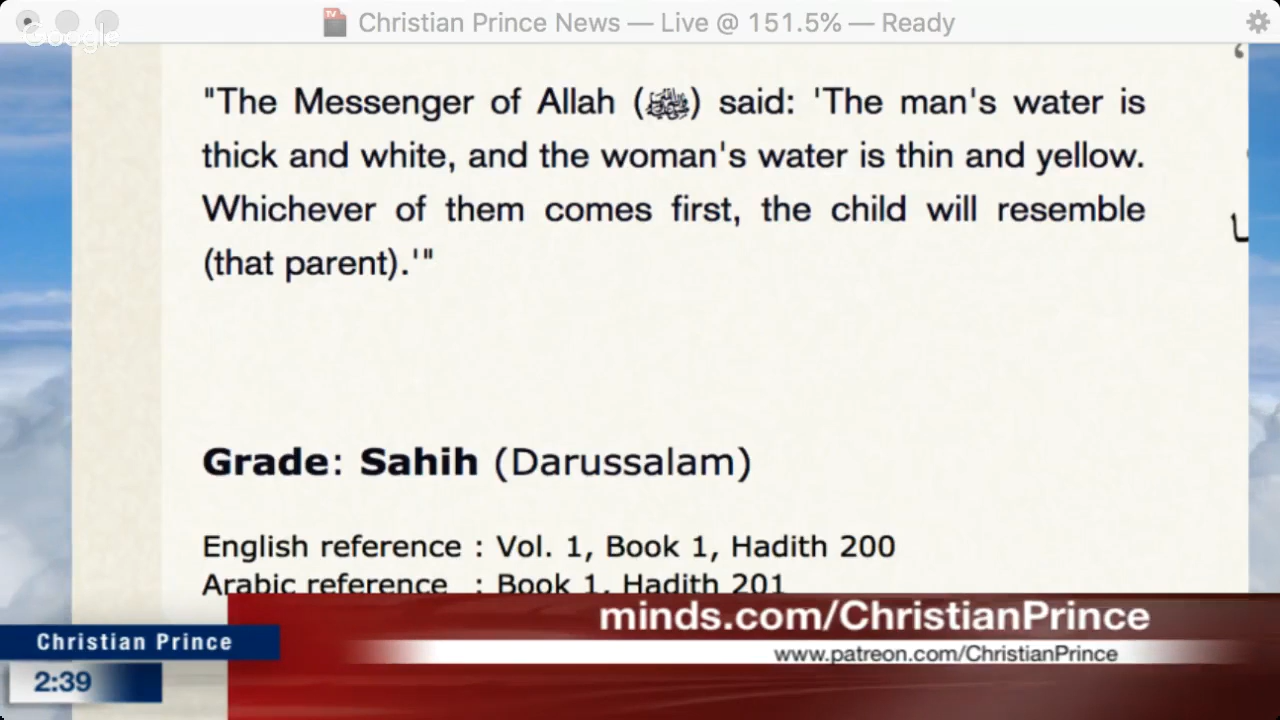 Christian Prince News — Live @ 151.5% — Ready
Google
"The Messenger of Allah (ﷺ) said: 'The man's water is
thick and white, and the woman's water is thin and yellow.
Whichever of them comes first, the child will resemble
(that parent).'"
Grade: Sahih (Darussalam)
English reference : Vol. 1, Book 1, Hadith 200
Arabic reference : Book 1, Hadith 201
minds.com/ChristianPrince
Christian Prince
www.patreon.com/ChristianPrince
2:39